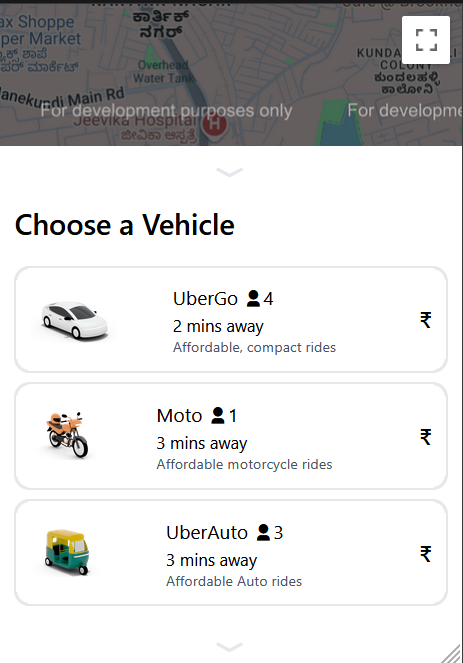 ax Shoppe
per Market
ಕ್ಸ್ ಶಾಪೆ
ಪರ್ ಮಾರ್ಕೆಟ್
ಕಾರ್ತಿಕ್
ನಗರ್
Overhead
Water Tank
KUNDA
COLONY
ಕುಂದಲಹಳ್ಳಿ
ಕಾಲೋನಿ
anekundi Main Rd
For development purposes only
For developme
Jeevika Hospital
H
ಜೀವಿಕಾ ಆಸ್ಪತ್ರೆ
Choose a Vehicle
UberGo 4
2 mins away
Affordable, compact rides
₹
Moto 1
3 mins away
Affordable motorcycle rides
₹
UberAuto 3
3 mins away
Affordable Auto rides
₹